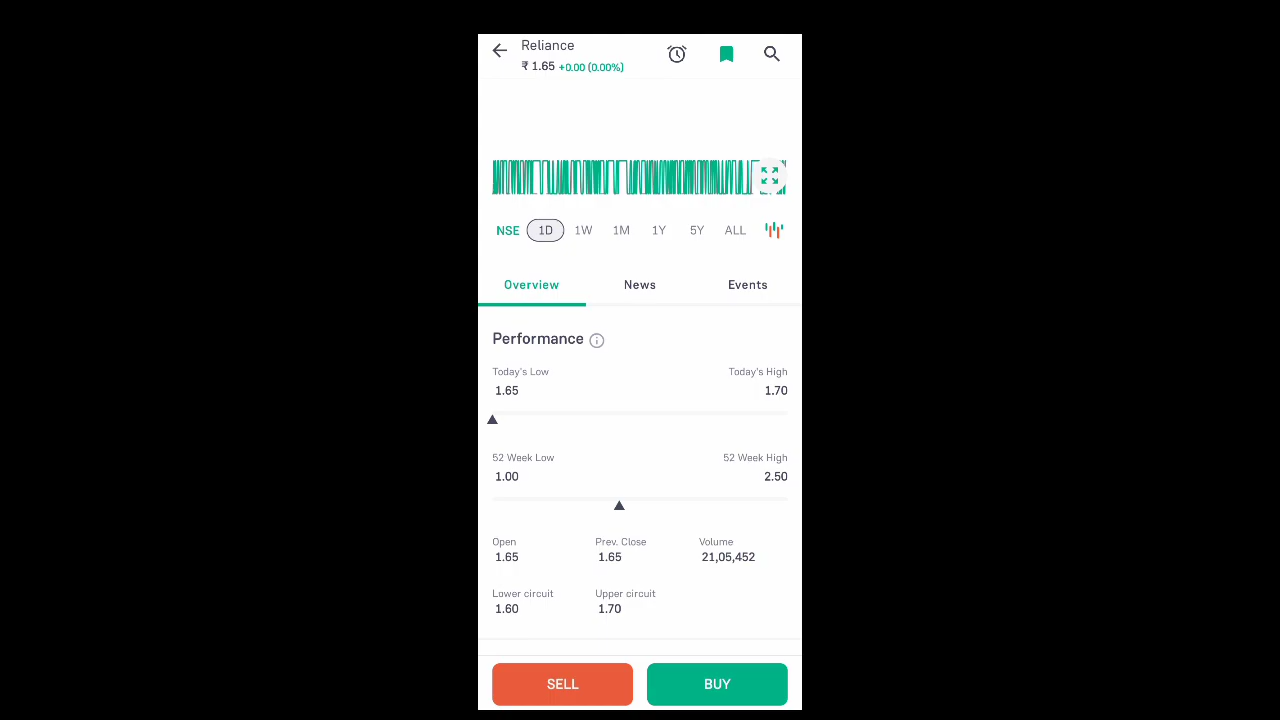 Reliance
₹ 1.65 +0.00 (0.00%)
NSE 1D 1W 1M 1Y 5Y ALL
Overview News Events
Performance
Today's Low Today's High
1.65 1.70
52 Week Low 52 Week High
1.00 2.50
Open Prev. Close Volume
1.65 1.65 21,05,452
Lower circuit Upper circuit
1.60 1.70
SELL BUY